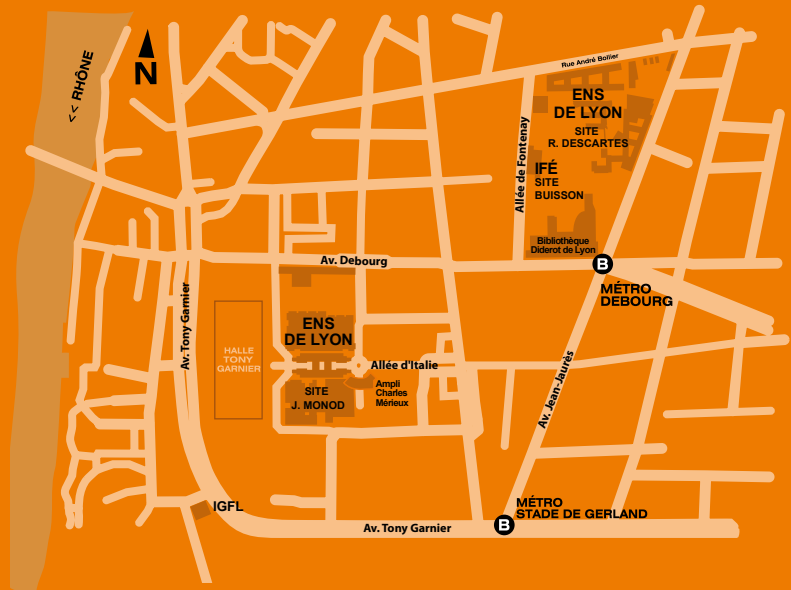 << RHÔNE
N
Rue André Bollier
ENS
DE LYON
SITE
R. DESCARTES
Allée de Fontenay
IFÉ
SITE
BUISSON
Bibliothèque
Diderot de Lyon
Av. Debourg
B
MÉTRO
DEBOURG
Av. Tony Garnier
HALLE
TONY
GARNIER
ENS
DE LYON
Allée d'Italie
SITE
J. MONOD
Ampli
Charles
Mérieux
Av. Jean-Jaurès
IGFL
MÉTRO
STADE DE GERLAND
B
Av. Tony Garnier